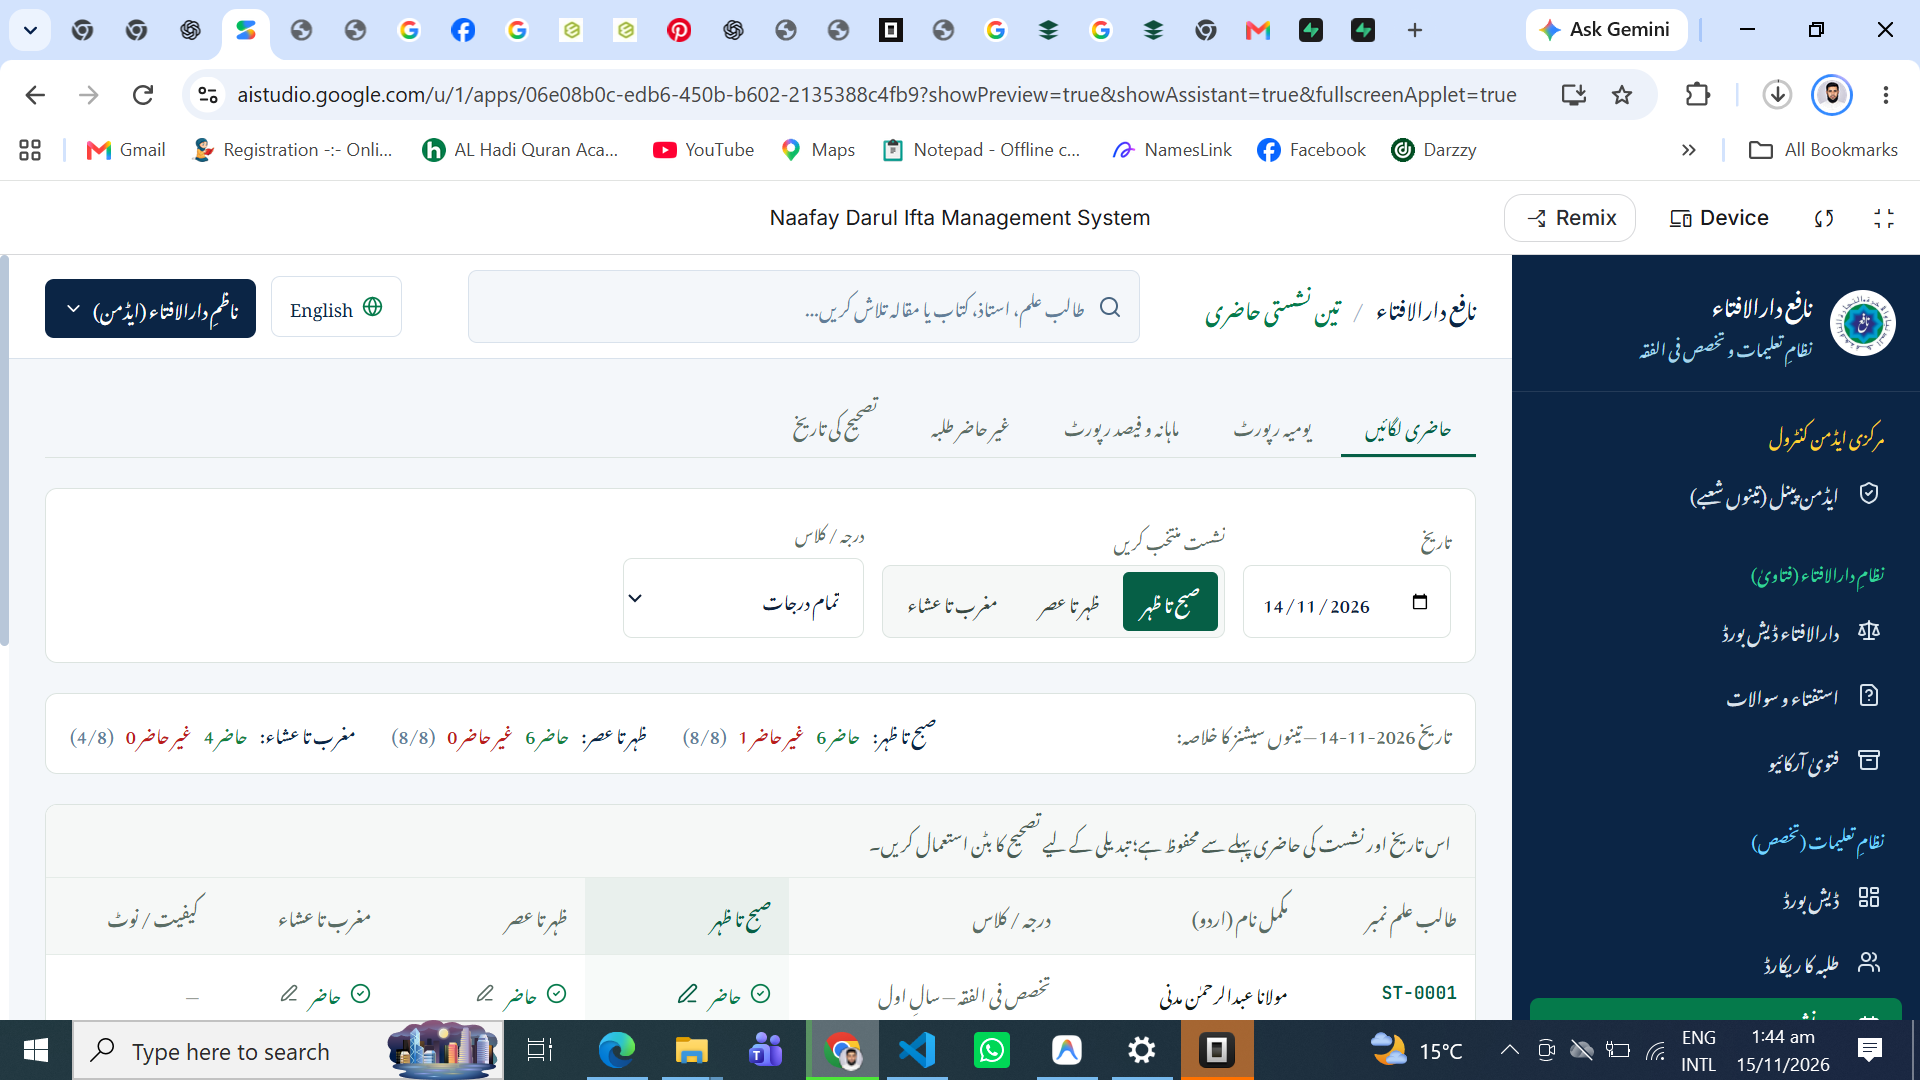 Ask Gemini
aistudio.google.com/u/1/apps/06e08b0c-edb6-450b-b602-2135388c4fb9?showPreview=true&showAssistant=true&fullscreenApplet=true
Gmail
Registration -:- Onli...
AL Hadi Quran Aca...
YouTube
Maps
Notepad - Offline c...
NamesLink
Facebook
Darzzy
All Bookmarks
Naafay Darul Ifta Management System
Remix
Device
نافع دارالافتاء
نظامِ تعلیمات و تخصص فی الفقہ
نافع دارالافتاء / تین نشستی حاضری
طالب علم، استاذ، کتاب یا مقالہ تلاش کریں...
English
ناظمِ دارالافتاء (ایڈمن)
مرکزی ایڈمن کنٹرول
ایڈمن پینل (تینوں شعبے)
نظامِ دارالافتاء (فتاویٰ)
دارالافتاء ڈیش بورڈ
استفتاء و سوالات
فتویٰ آرکائیو
نظامِ تعلیمات (تخصص)
ڈیش بورڈ
طلبہ کا ریکارڈ
حاضری لگائیں
یومیہ رپورٹ
ماہانہ و فیصد رپورٹ
غیر حاضر طلبہ
تصحیح کی تاریخ
تاریخ
14/11/2026
نشست منتخب کریں
صبح تا ظہر
ظہر تا عصر
مغرب تا عشاء
درجہ / کلاس
تمام درجات
تاریخ 2026-11-14 — تینوں سیشنز کا خلاصہ:
صبح تا ظہر: حاضر 6 غیر حاضر 1 (8/8)
ظہر تا عصر: حاضر 6 غیر حاضر 0 (8/8)
مغرب تا عشاء: حاضر 4 غیر حاضر 0 (4/8)
اس تاریخ اور نشست کی حاضری پہلے سے محفوظ ہے؛ تبدیلی کے لیے تصحیح کا بٹن استعمال کریں۔
طالب علم نمبر
مکمل نام (اردو)
درجہ / کلاس
صبح تا ظہر
ظہر تا عصر
مغرب تا عشاء
کیفیت / نوٹ
ST-0001
مولانا عبدالرحمٰن مدنی
تخصص فی الفقہ — سالِ اول
حاضر
حاضر
حاضر
—
Type here to search
15°C
ENG
INTL
1:44 am
15/11/2026